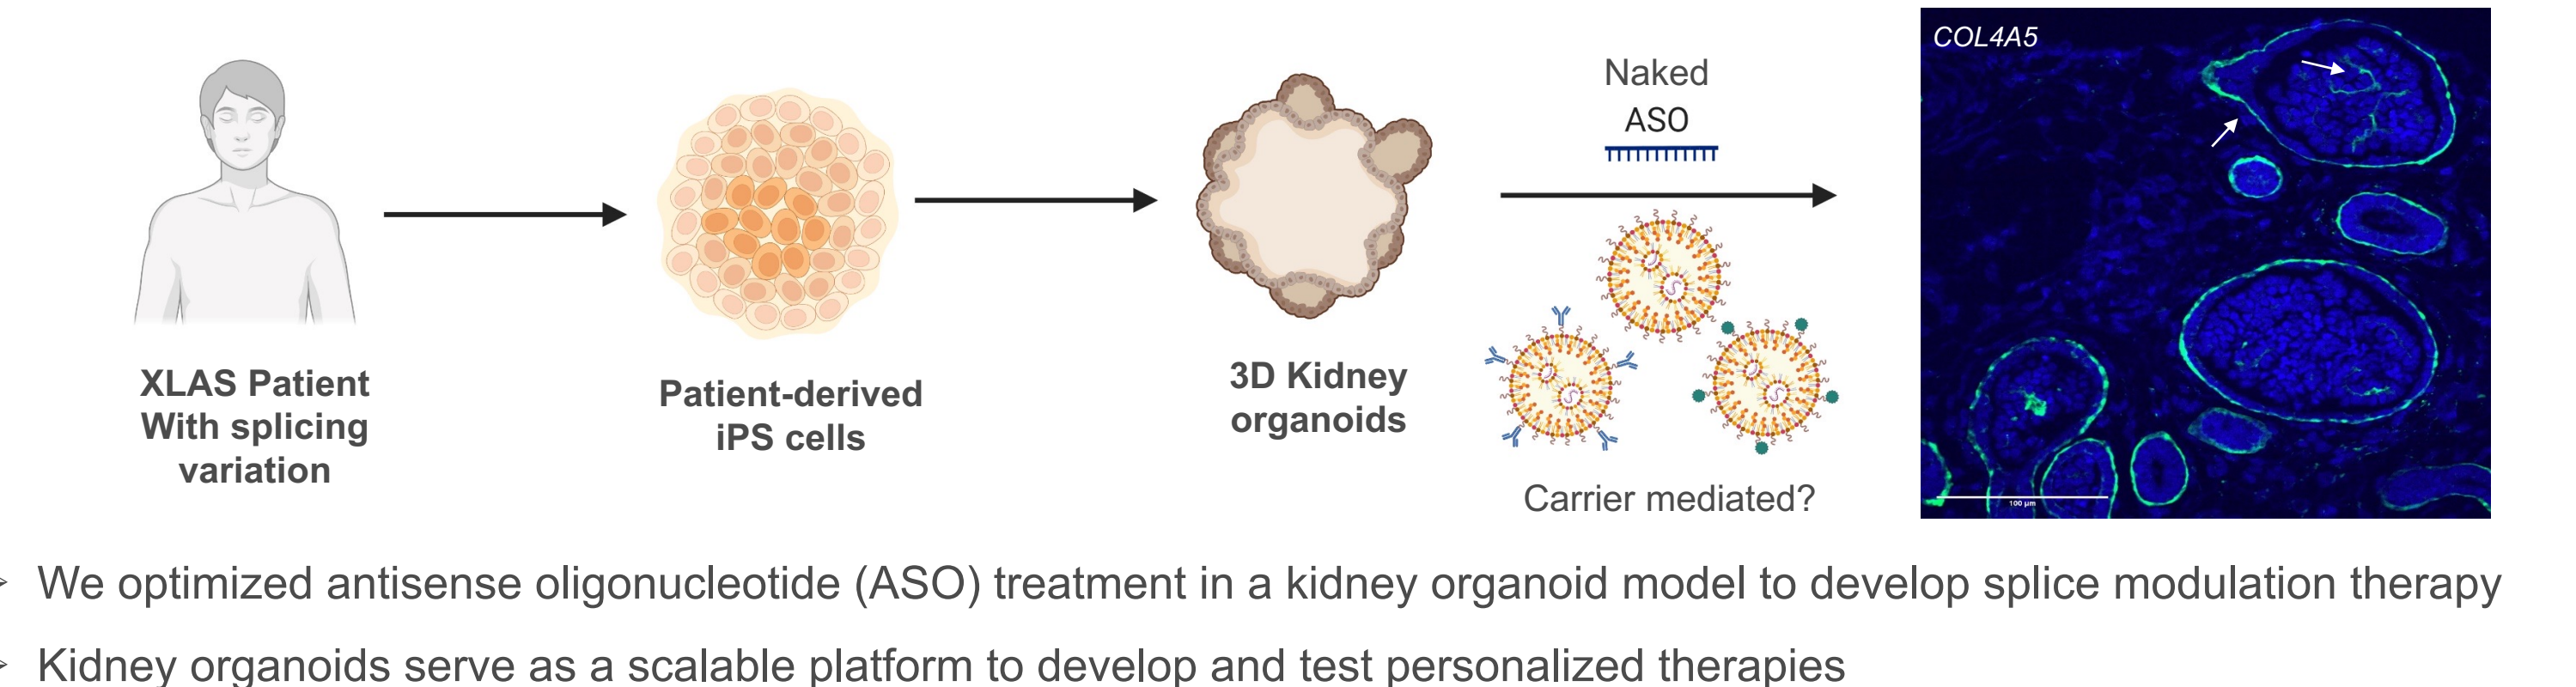 XLAS Patient
With splicing
variation
Patient-derived
iPS cells
3D Kidney
organoids
Naked
ASO
Carrier mediated?
COL4A5
100 µm
➢ We optimized antisense oligonucleotide (ASO) treatment in a kidney organoid model to develop splice modulation therapy
➢ Kidney organoids serve as a scalable platform to develop and test personalized therapies